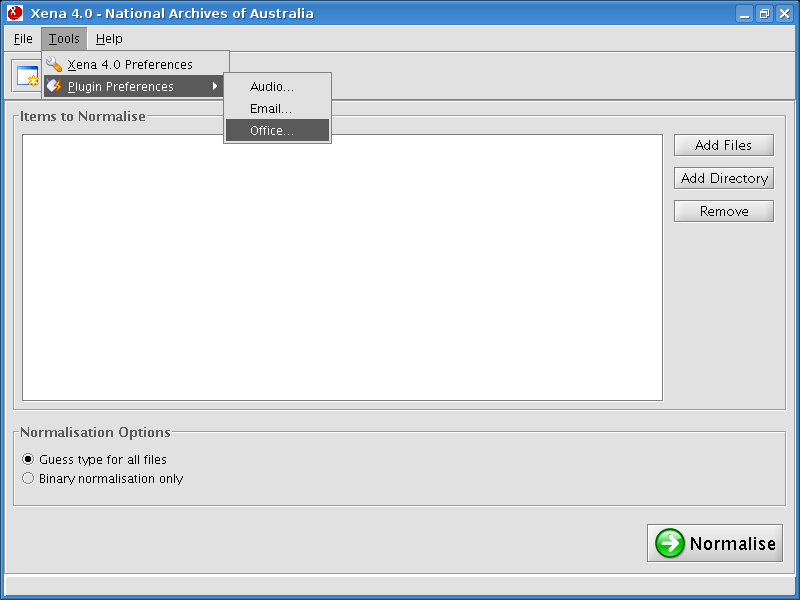 Xena 4.0 - National Archives of Australia
File Tools Help
Xena 4.0 Preferences
Plugin Preferences
Audio...
Email...
Office...
Items to Normalise
Add Files
Add Directory
Remove
Normalisation Options
Guess type for all files
Binary normalisation only
Normalise